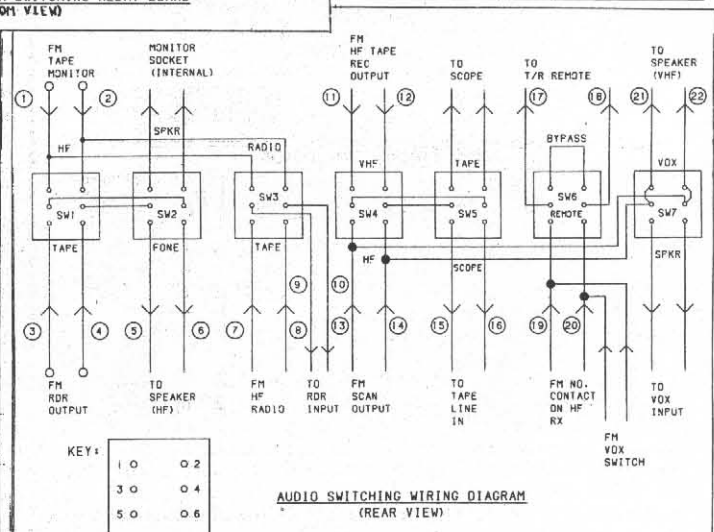 OM VIEW)
FM
TAPE
MONITOR
MONITOR
SOCKET
(INTERNAL)
FM
HF TAPE
REC
OUTPUT
TO
SCOPE
TO
T/R REMOTE
TO
SPEAKER
(VHF)
1
2
11
12
17
18
21
22
SPKR
BYPASS
HF
RADIO
VHF
TAPE
VOX
SW1
SW2
SW3
SW4
SW5
SW6
REMOTE
SW7
TAPE
FONE
TAPE
HF
SCOPE
SPKR
9
10
3
4
5
6
7
8
13
14
15
16
19
20
FM
RDR
OUTPUT
TO
SPEAKER
(HF)
FM
HF
RADIO
TO
RDR
INPUT
FM
SCAN
OUTPUT
TO
TAPE
LINE
IN
FM NO.
CONTACT
ON HF
RX
FM
VOX
SWITCH
TO
VOX
INPUT
KEY:
1 2
3 4
5 6
AUDIO SWITCHING WIRING DIAGRAM
(REAR VIEW)